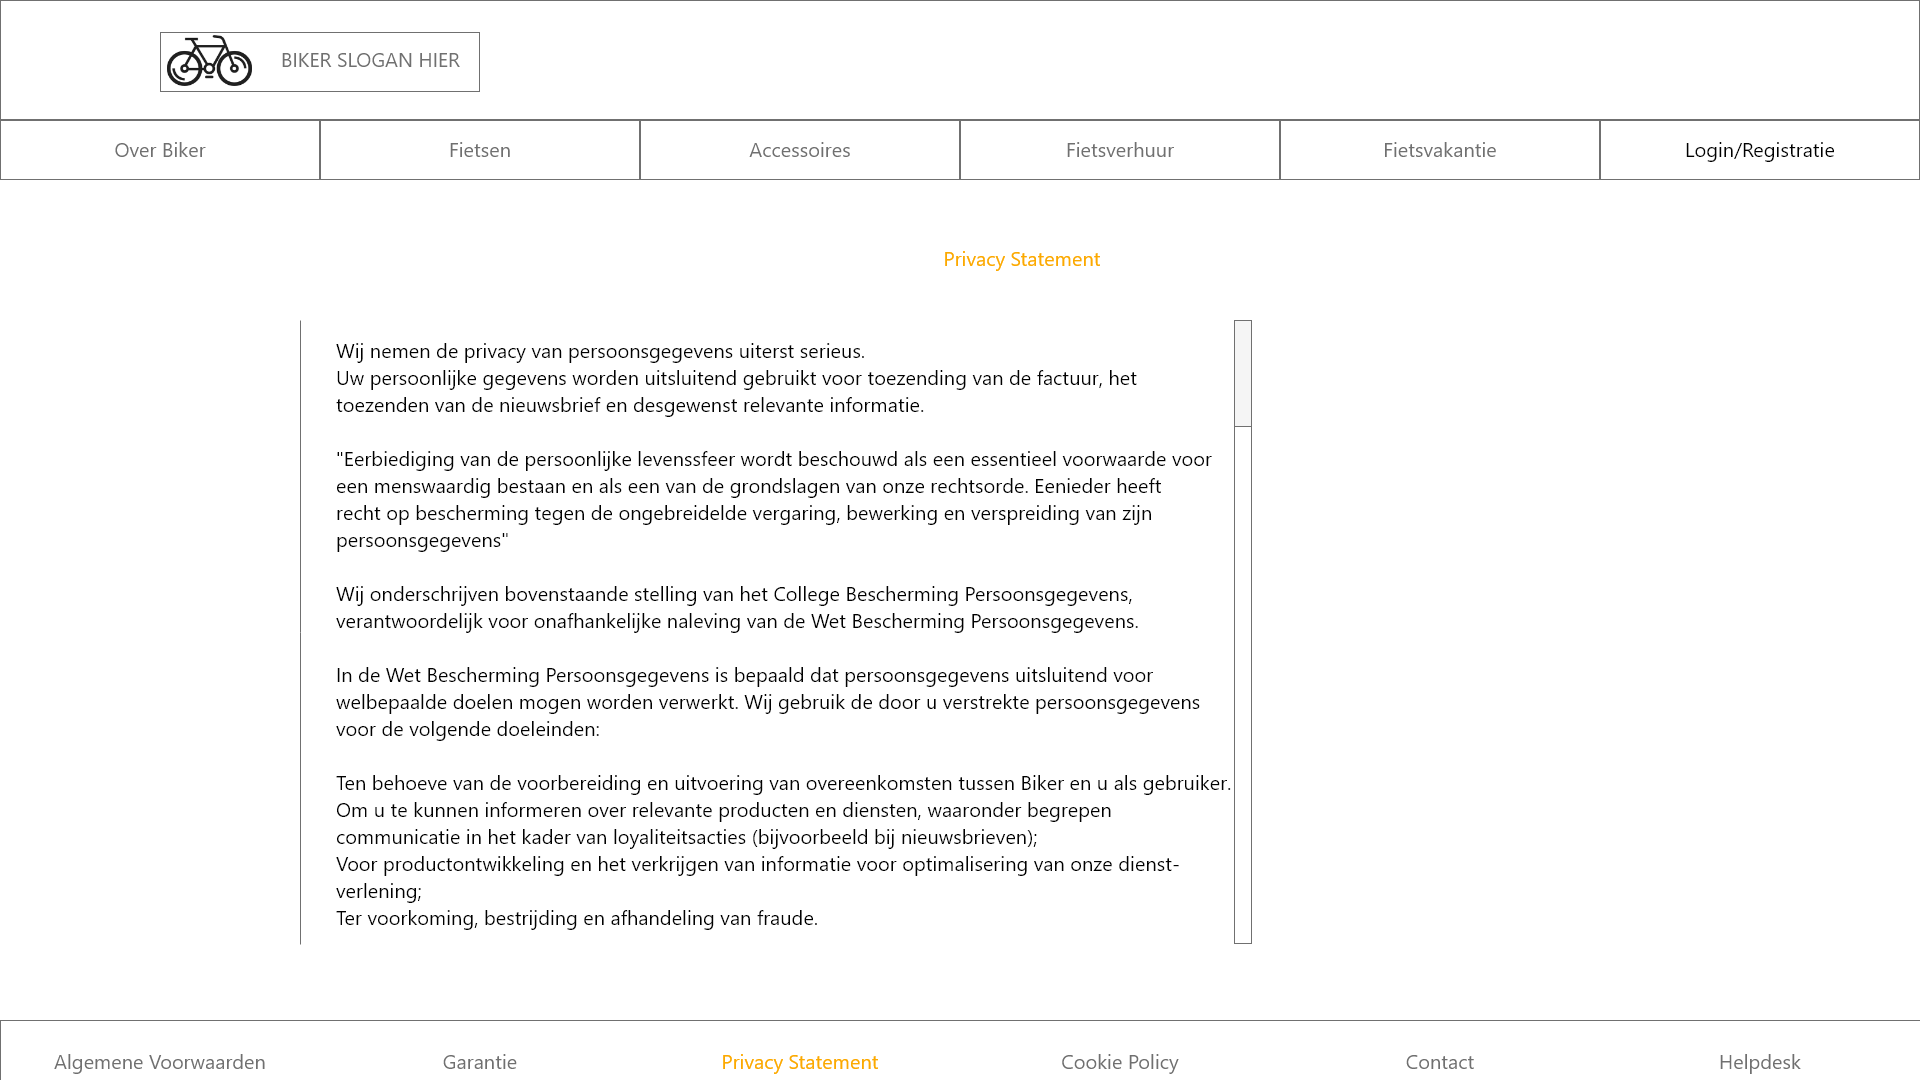 BIKER SLOGAN HIER
Over Biker
Fietsen
Accessoires
Fietsverhuur
Fietsvakantie
Login/Registratie
Privacy Statement
Wij nemen de privacy van persoonsgegevens uiterst serieus.
Uw persoonlijke gegevens worden uitsluitend gebruikt voor toezending van de factuur, het
toezenden van de nieuwsbrief en desgewenst relevante informatie.
"Eerbiediging van de persoonlijke levenssfeer wordt beschouwd als een essentieel voorwaarde voor
een menswaardig bestaan en als een van de grondslagen van onze rechtsorde. Eenieder heeft
recht op bescherming tegen de ongebreidelde vergaring, bewerking en verspreiding van zijn
persoonsgegevens"
Wij onderschrijven bovenstaande stelling van het College Bescherming Persoonsgegevens,
verantwoordelijk voor onafhankelijke naleving van de Wet Bescherming Persoonsgegevens.
In de Wet Bescherming Persoonsgegevens is bepaald dat persoonsgegevens uitsluitend voor
welbepaalde doelen mogen worden verwerkt. Wij gebruik de door u verstrekte persoonsgegevens
voor de volgende doeleinden:
Ten behoeve van de voorbereiding en uitvoering van overeenkomsten tussen Biker en u als gebruiker.
Om u te kunnen informeren over relevante producten en diensten, waaronder begrepen
communicatie in het kader van loyaliteitsacties (bijvoorbeeld bij nieuwsbrieven);
Voor productontwikkeling en het verkrijgen van informatie voor optimalisering van onze dienst-
verlening;
Ter voorkoming, bestrijding en afhandeling van fraude.
Algemene Voorwaarden
Garantie
Privacy Statement
Cookie Policy
Contact
Helpdesk